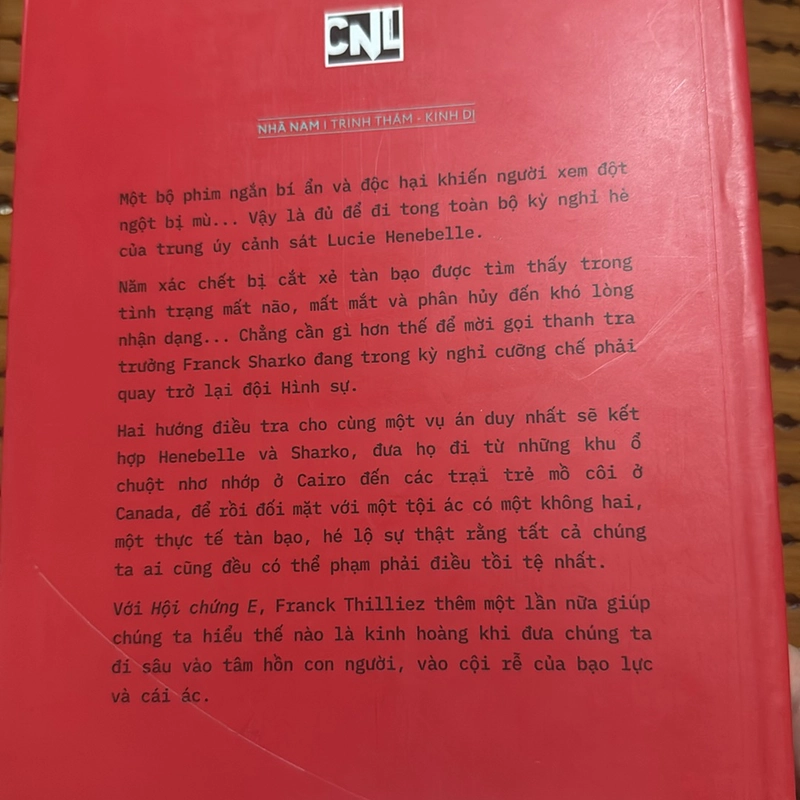 CNL
NHÃ NAM | TRINH THÁM - KINH DỊ
Một bộ phim ngắn bí ẩn và độc hại khiến người xem đột
ngột bị mù... Vậy là đủ để đi tong toàn bộ kỳ nghỉ hè
của trung úy cảnh sát Lucie Henebelle.
Năm xác chết bị cắt xẻ tàn bạo được tìm thấy trong
tình trạng mất não, mất mắt và phân hủy đến khó lòng
nhận dạng... Chẳng cần gì hơn thế để mời gọi thanh tra
trưởng Franck Sharko đang trong kỳ nghỉ cưỡng chế phải
quay trở lại đội Hình sự.
Hai hướng điều tra cho cùng một vụ án duy nhất sẽ kết
hợp Henebelle và Sharko, đưa họ đi từ những khu ổ
chuột nhơ nhớp ở Cairo đến các trại trẻ mồ côi ở
Canada, để rồi đối mặt với một tội ác có một không hai,
một thực tế tàn bạo, hé lộ sự thật rằng tất cả chúng
ta ai cũng đều có thể phạm phải điều tồi tệ nhất.
Với Hội chứng E, Franck Thilliez thêm một lần nữa giúp
chúng ta hiểu thế nào là kinh hoàng khi đưa chúng ta
đi sâu vào tâm hồn con người, vào cội rễ của bạo lực
và cái ác.